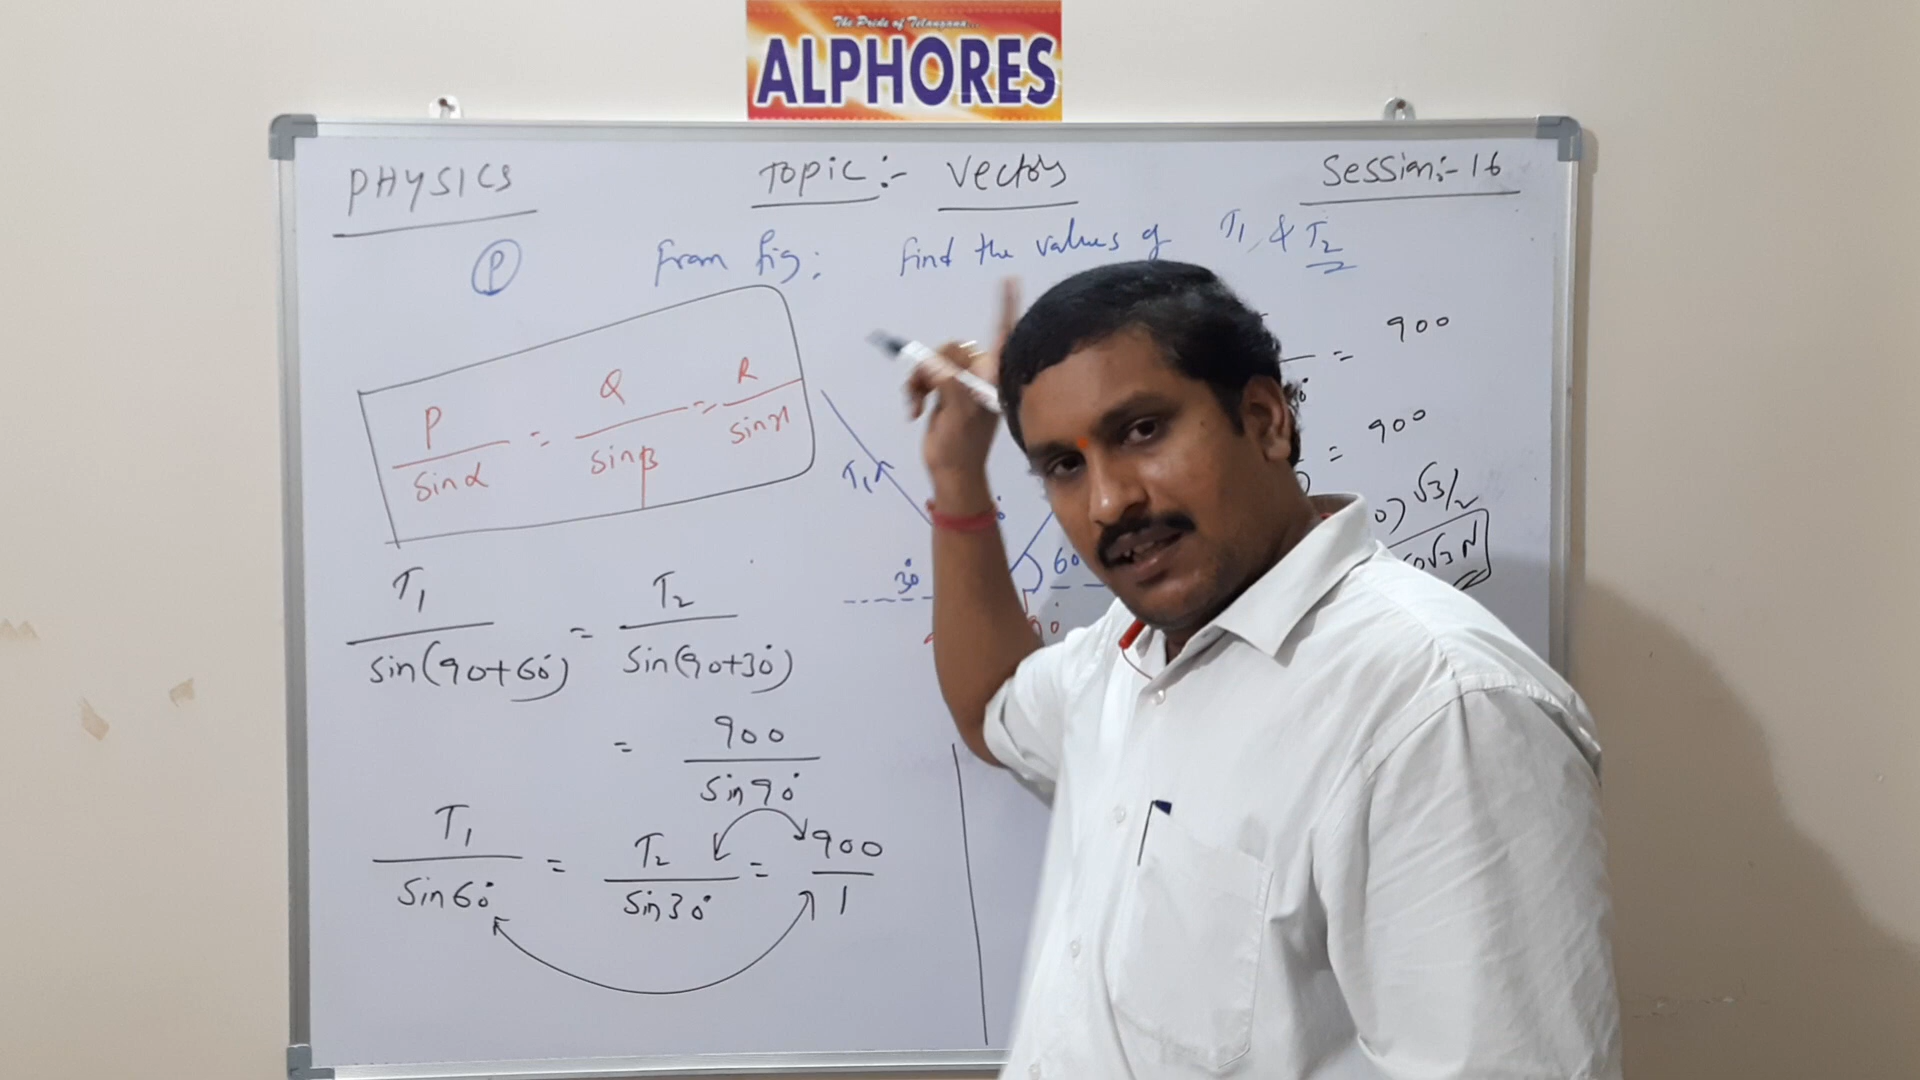 The Pride of Telangana...
ALPHORES
PHYSICS Topic:- Vectors Session:- 16
P From fig: find the values of T1 & T2
P/sinα = Q/sinβ = R/sinγ
T1/sin(90+60°) = T2/sin(90+30°)
= 900/sin90°
T1/sin60° = T2/sin30° = 900/1
T1
30° 60
= 900
= 900
√3/2
√3 N